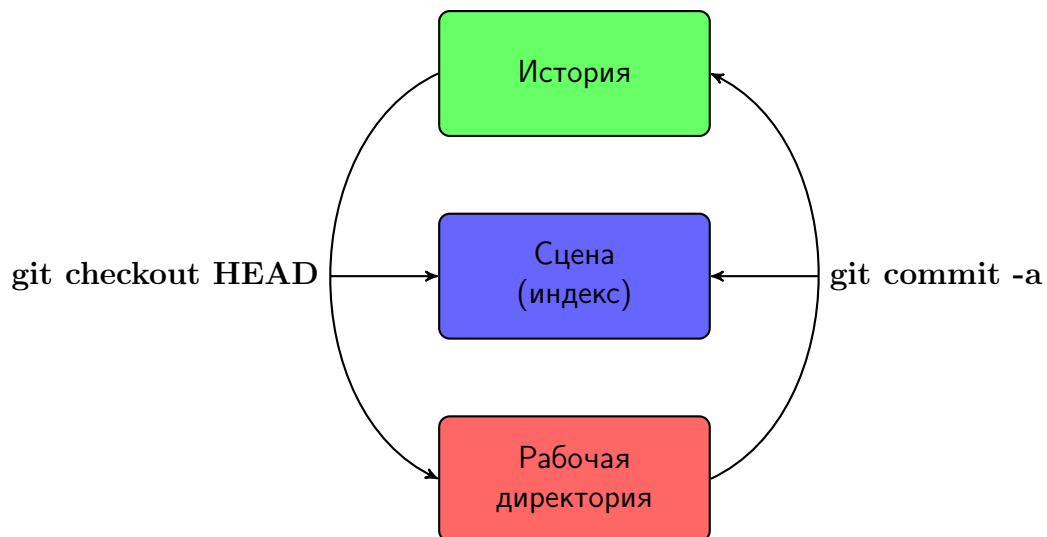 История
git checkout HEAD
Сцена
(индекс)
git commit -a
Рабочая
директория